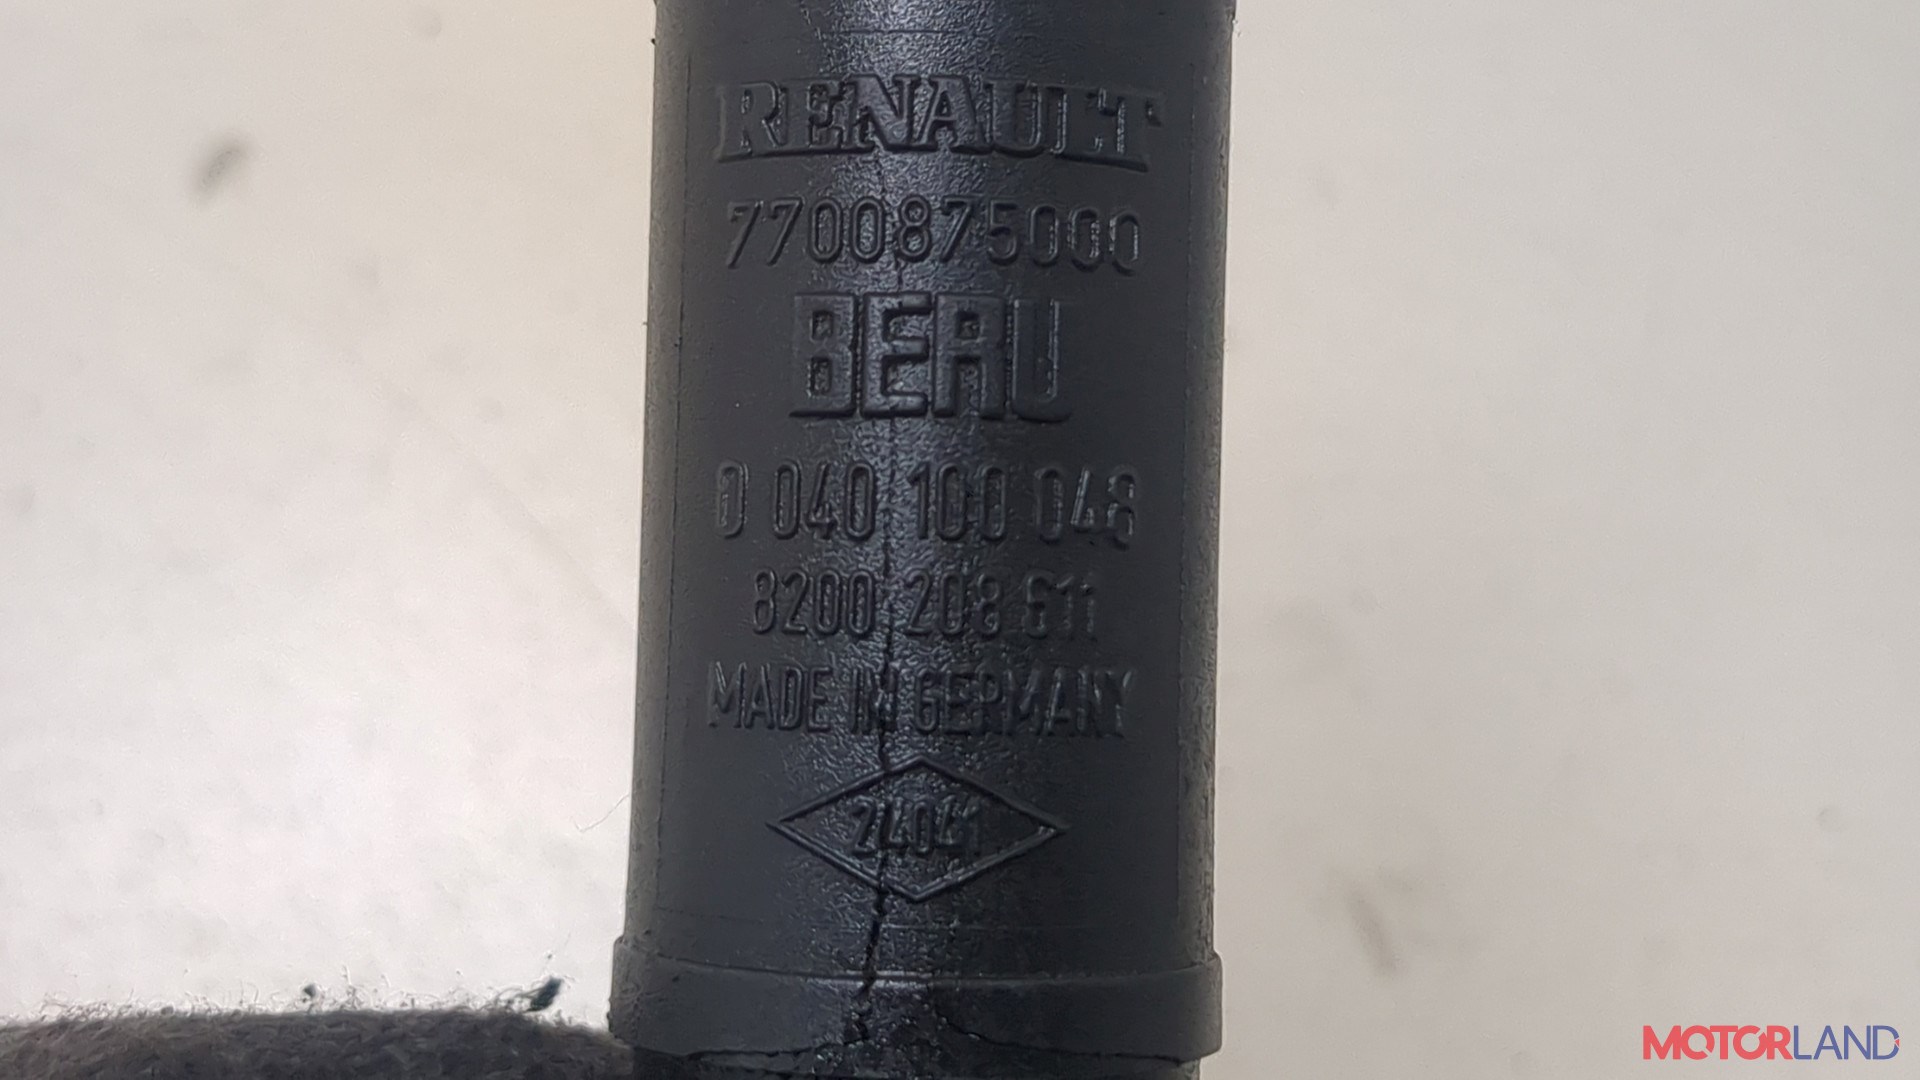 RENAULT
7700875000
BERU
0 040 100 048
8200 208 611
MADE IN GERMANY
24041
MOTORLAND